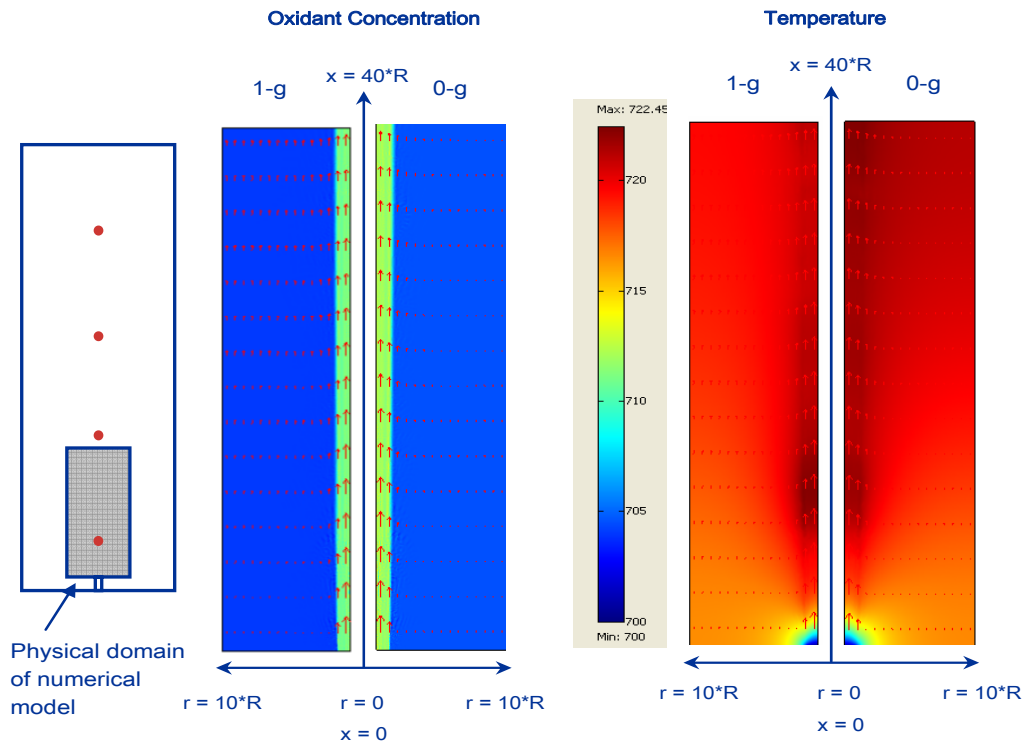 Oxidant Concentration
Temperature
1-g
x = 40*R
0-g
1-g
x = 40*R
0-g
Max: 722.45
720
715
710
705
700
Min: 700
Physical domain
of numerical
model
r = 10*R
r = 0
r = 10*R
x = 0
r = 10*R
r = 0
r = 10*R
x = 0